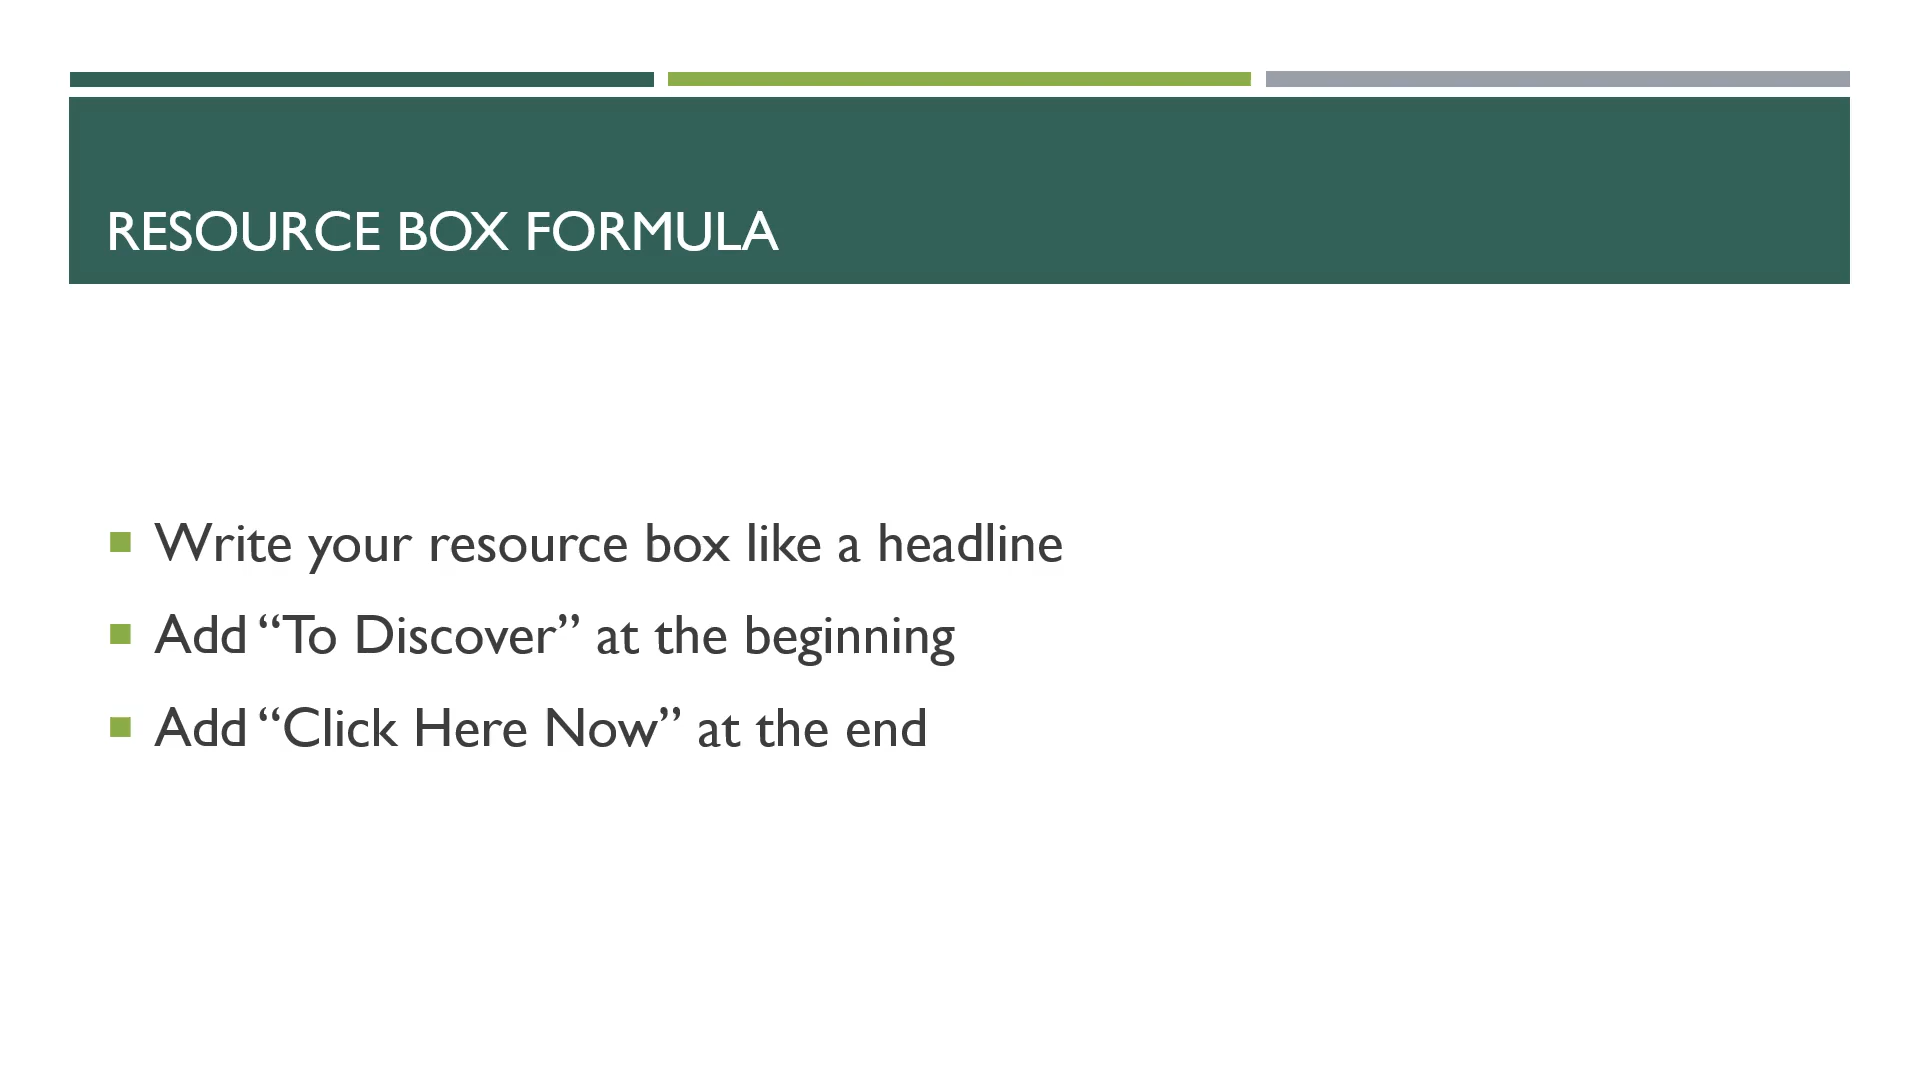 RESOURCE BOX FORMULA
Write your resource box like a headline
Add “To Discover” at the beginning
Add “Click Here Now” at the end